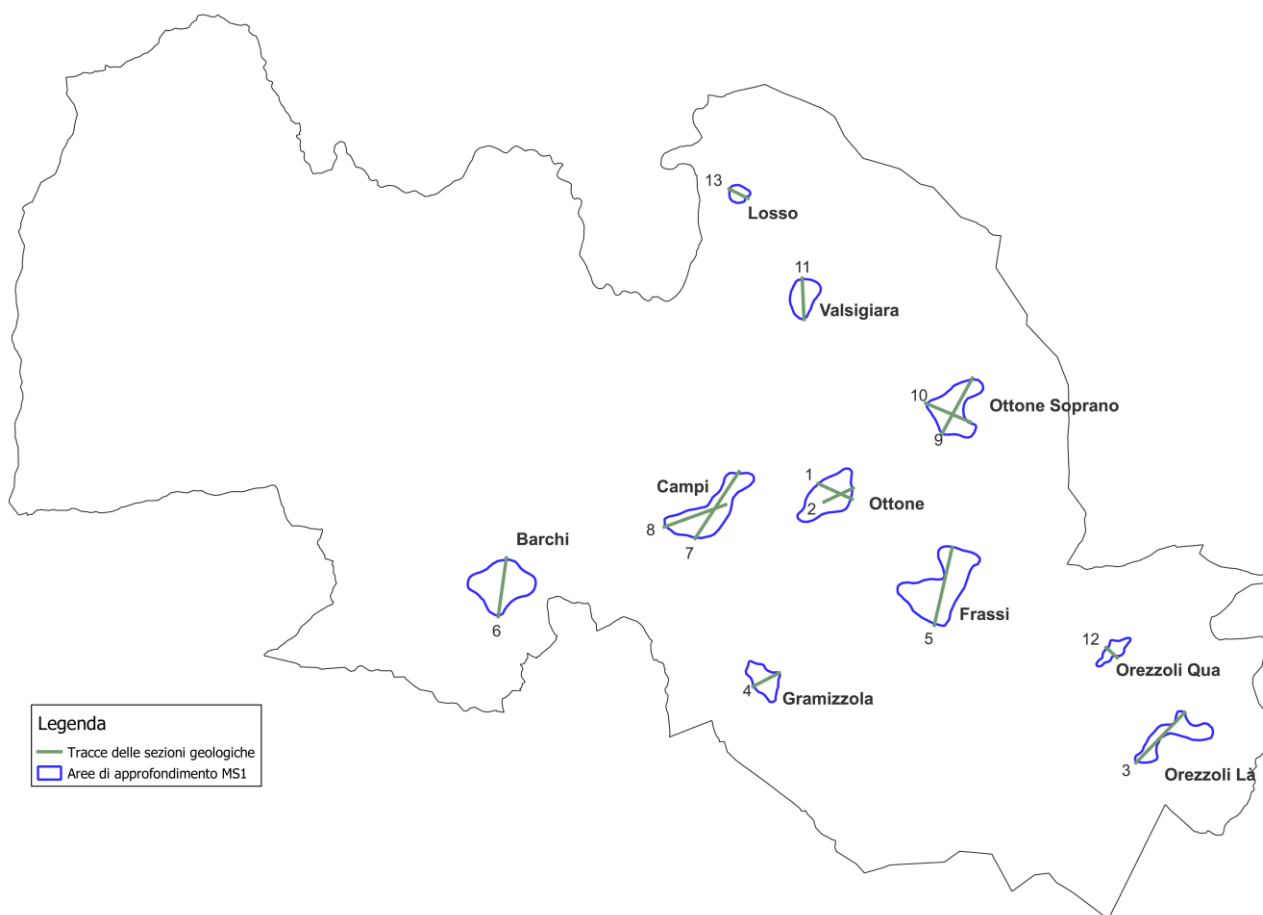 13
Losso
11
Valsigiara
10
Ottone Soprano
9
1
Campi
2
Ottone
8
7
Barchi
6
Frassi
5
12
Orezzoli Qua
4
Gramizzola
3
Orezzoli Là
Legenda
Tracce delle sezioni geologiche
Aree di approfondimento MS1